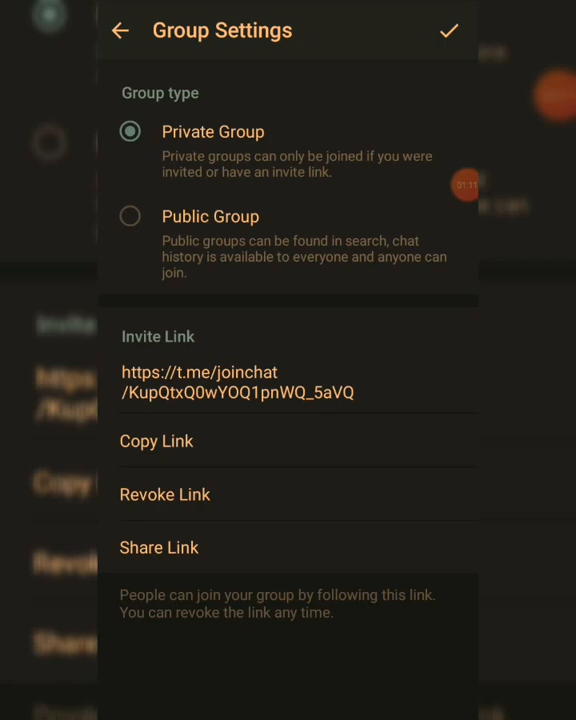 Group Settings
Group type
Private Group
Private groups can only be joined if you were
invited or have an invite link.
01:11
Public Group
Public groups can be found in search, chat
history is available to everyone and anyone can
join.
Invite Link
https://t.me/joinchat
/KupQtxQ0wYOQ1pnWQ_5aVQ
Copy Link
Revoke Link
Share Link
People can join your group by following this link.
You can revoke the link any time.